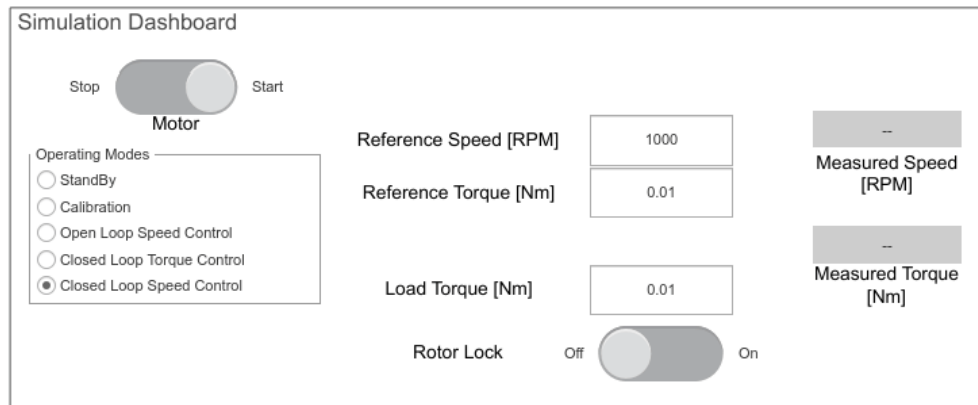 Simulation Dashboard
Stop
Start
Motor
Operating Modes
StandBy
Calibration
Open Loop Speed Control
Closed Loop Torque Control
Closed Loop Speed Control
Reference Speed [RPM]
1000
Reference Torque [Nm]
0.01
Load Torque [Nm]
0.01
Rotor Lock
Off
On
--
Measured Speed
[RPM]
--
Measured Torque
[Nm]